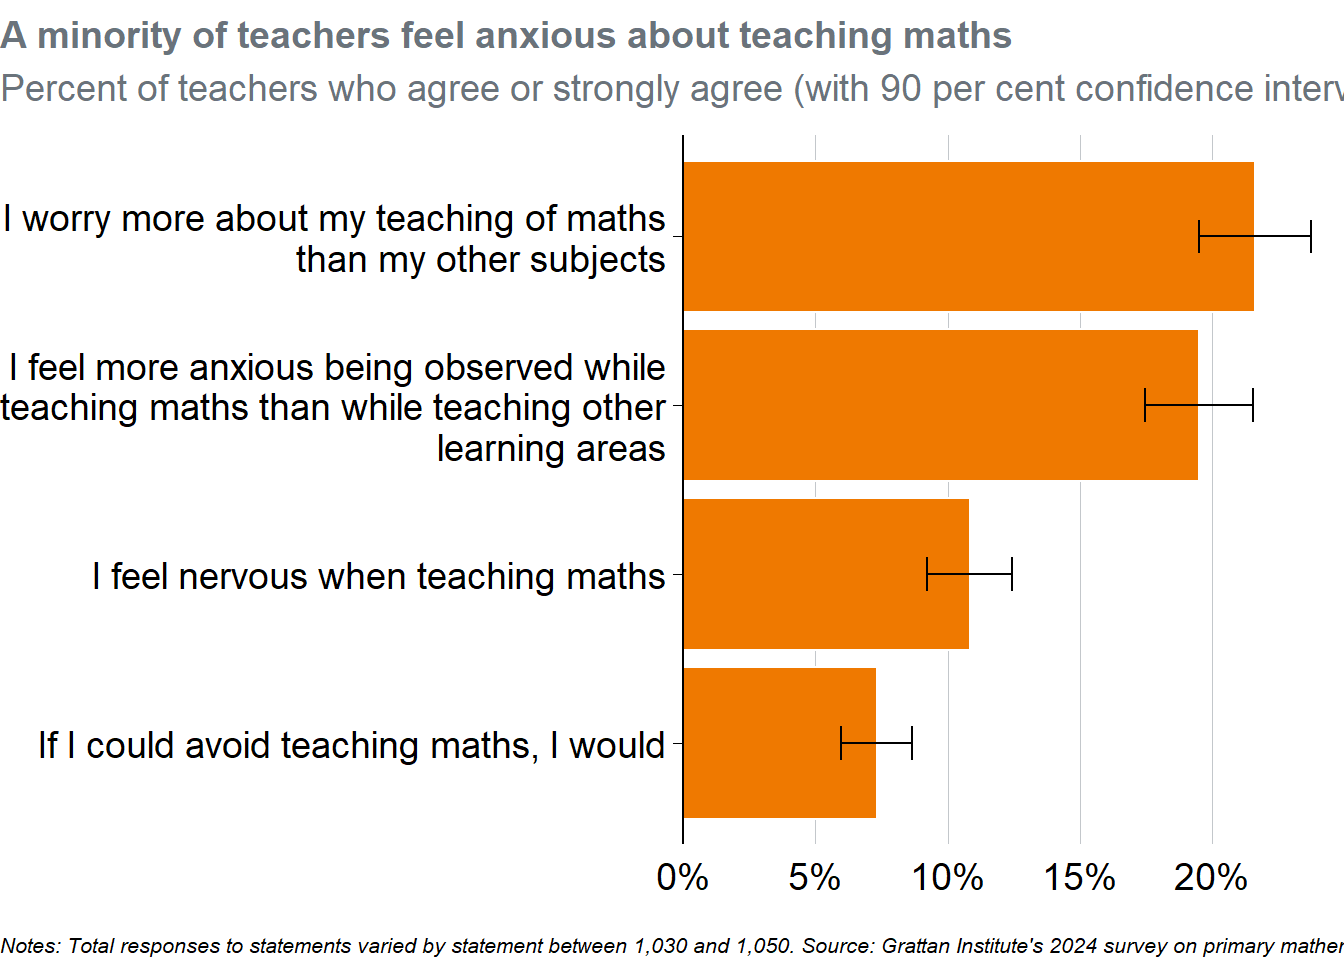 A minority of teachers feel anxious about teaching maths
Percent of teachers who agree or strongly agree (with 90 per cent confidence
I worry more about my teaching of maths
than my other subjects
I feel more anxious being observed while
teaching maths than while teaching other
learning areas
I feel nervous when teaching maths
If I could avoid teaching maths, I would
0% 5% 10% 15% 20%
Notes: Total responses to statements varied by statement between 1,030 and 1,050. Source: Grattan Institute's 2024 survey on primary